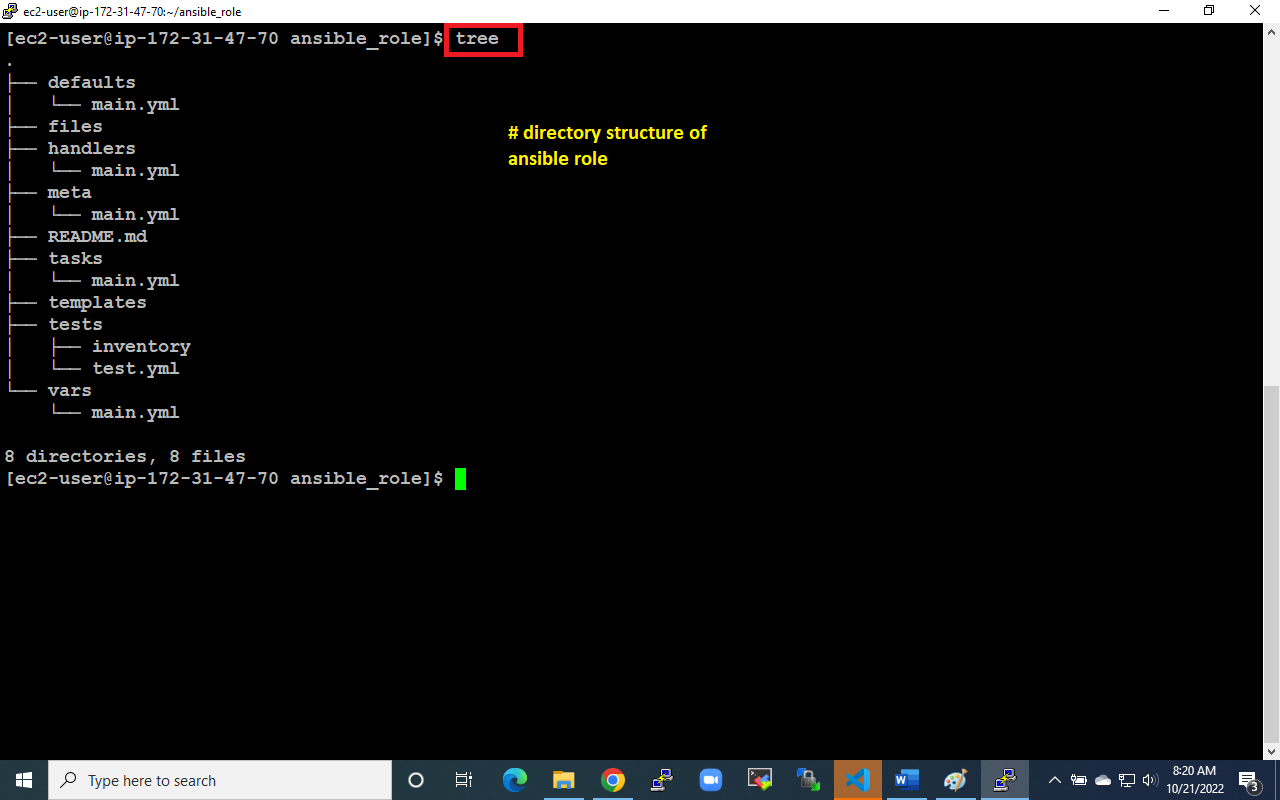 ec2-user@ip-172-31-47-70:~/ansible_role
[ec2-user@ip-172-31-47-70 ansible_role]$ tree
.
├── defaults
│   └── main.yml
├── files
├── handlers
│   └── main.yml
├── meta
│   └── main.yml
├── README.md
├── tasks
│   └── main.yml
├── templates
├── tests
│   ├── inventory
│   └── test.yml
└── vars
    └── main.yml
8 directories, 8 files
[ec2-user@ip-172-31-47-70 ansible_role]$
# directory structure of
ansible role
Type here to search
8:20 AM
10/21/2022
3